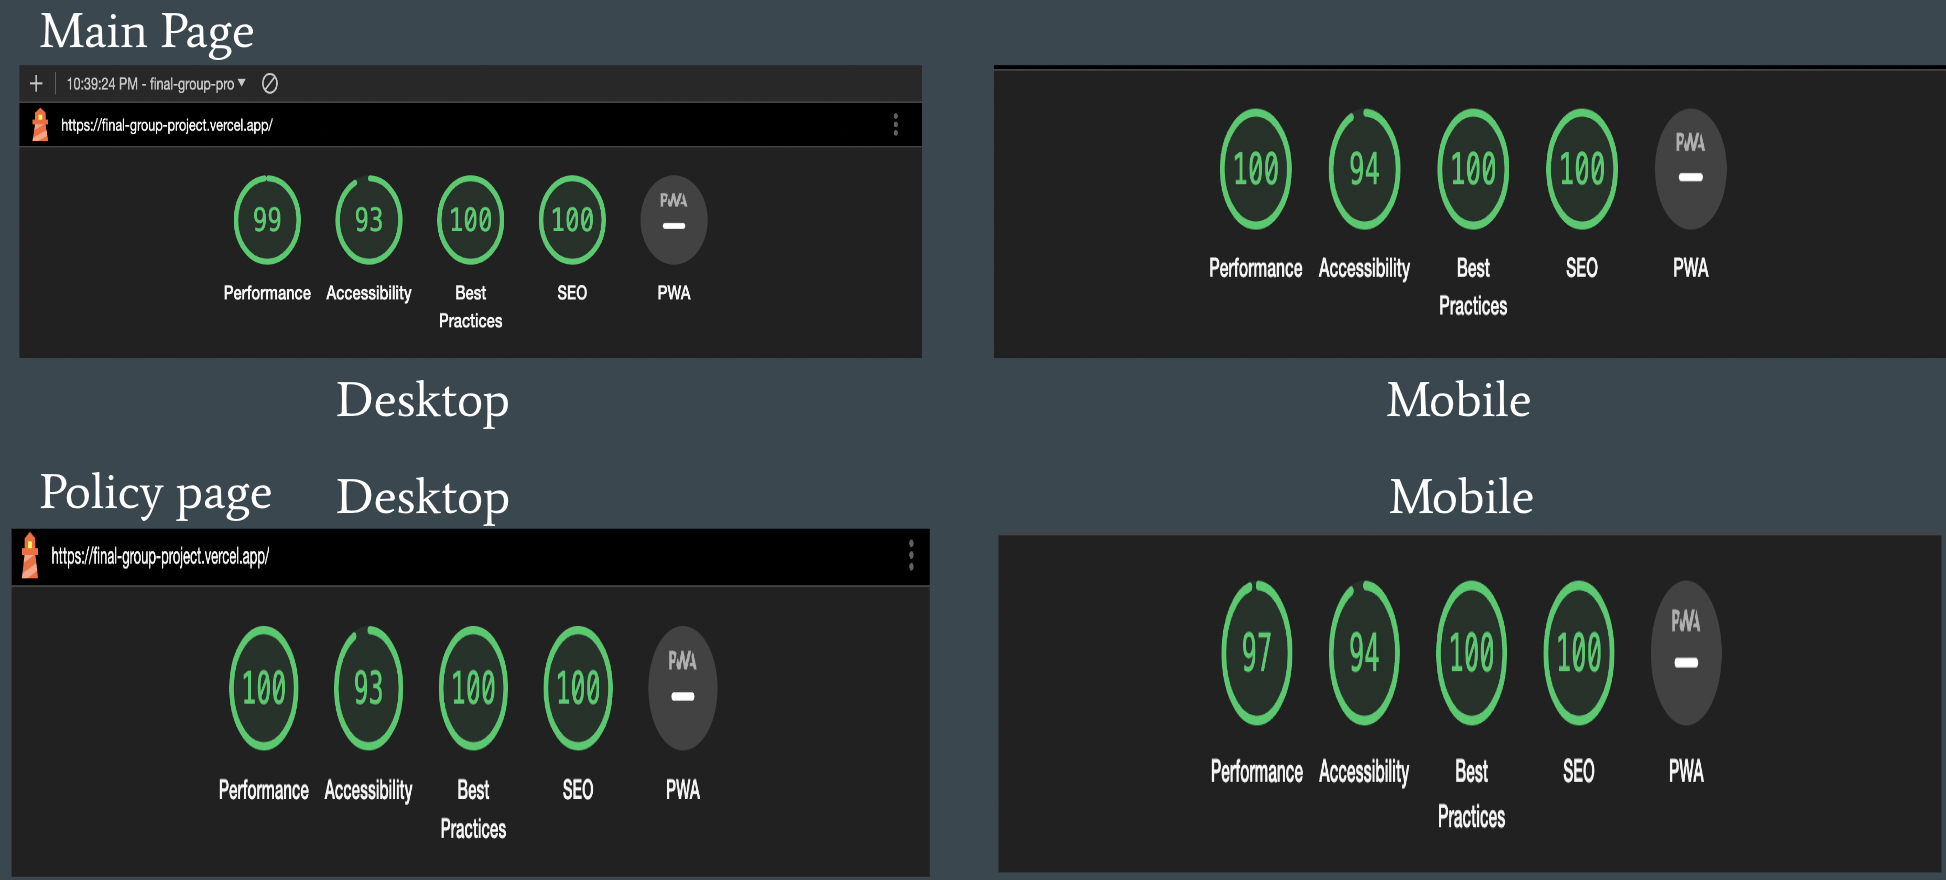 Main Page
10:39:24 PM - final-group-pro
https://final-group-project.vercel.app/
99 93 100 100 PWA
Performance Accessibility Best Practices SEO PWA
Desktop
100 94 100 100 PWA
Performance Accessibility Best Practices SEO PWA
Mobile
Policy page
Desktop
https://final-group-project.vercel.app/
100 93 100 100 PWA
Performance Accessibility Best Practices SEO PWA
Mobile
97 94 100 100 PWA
Performance Accessibility Best Practices SEO PWA